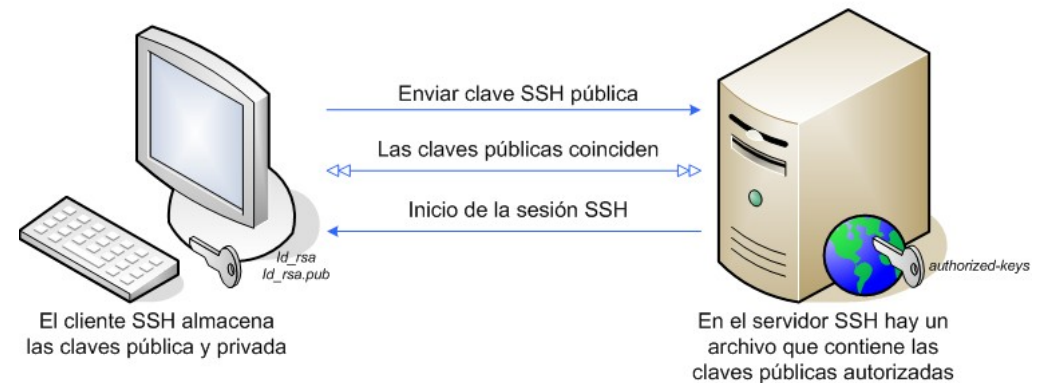 Enviar clave SSH pública
Las claves públicas coinciden
Inicio de la sesión SSH
Id_rsa
Id_rsa.pub
authorized-keys
El cliente SSH almacena
las claves pública y privada
En el servidor SSH hay un
archivo que contiene las
claves públicas autorizadas